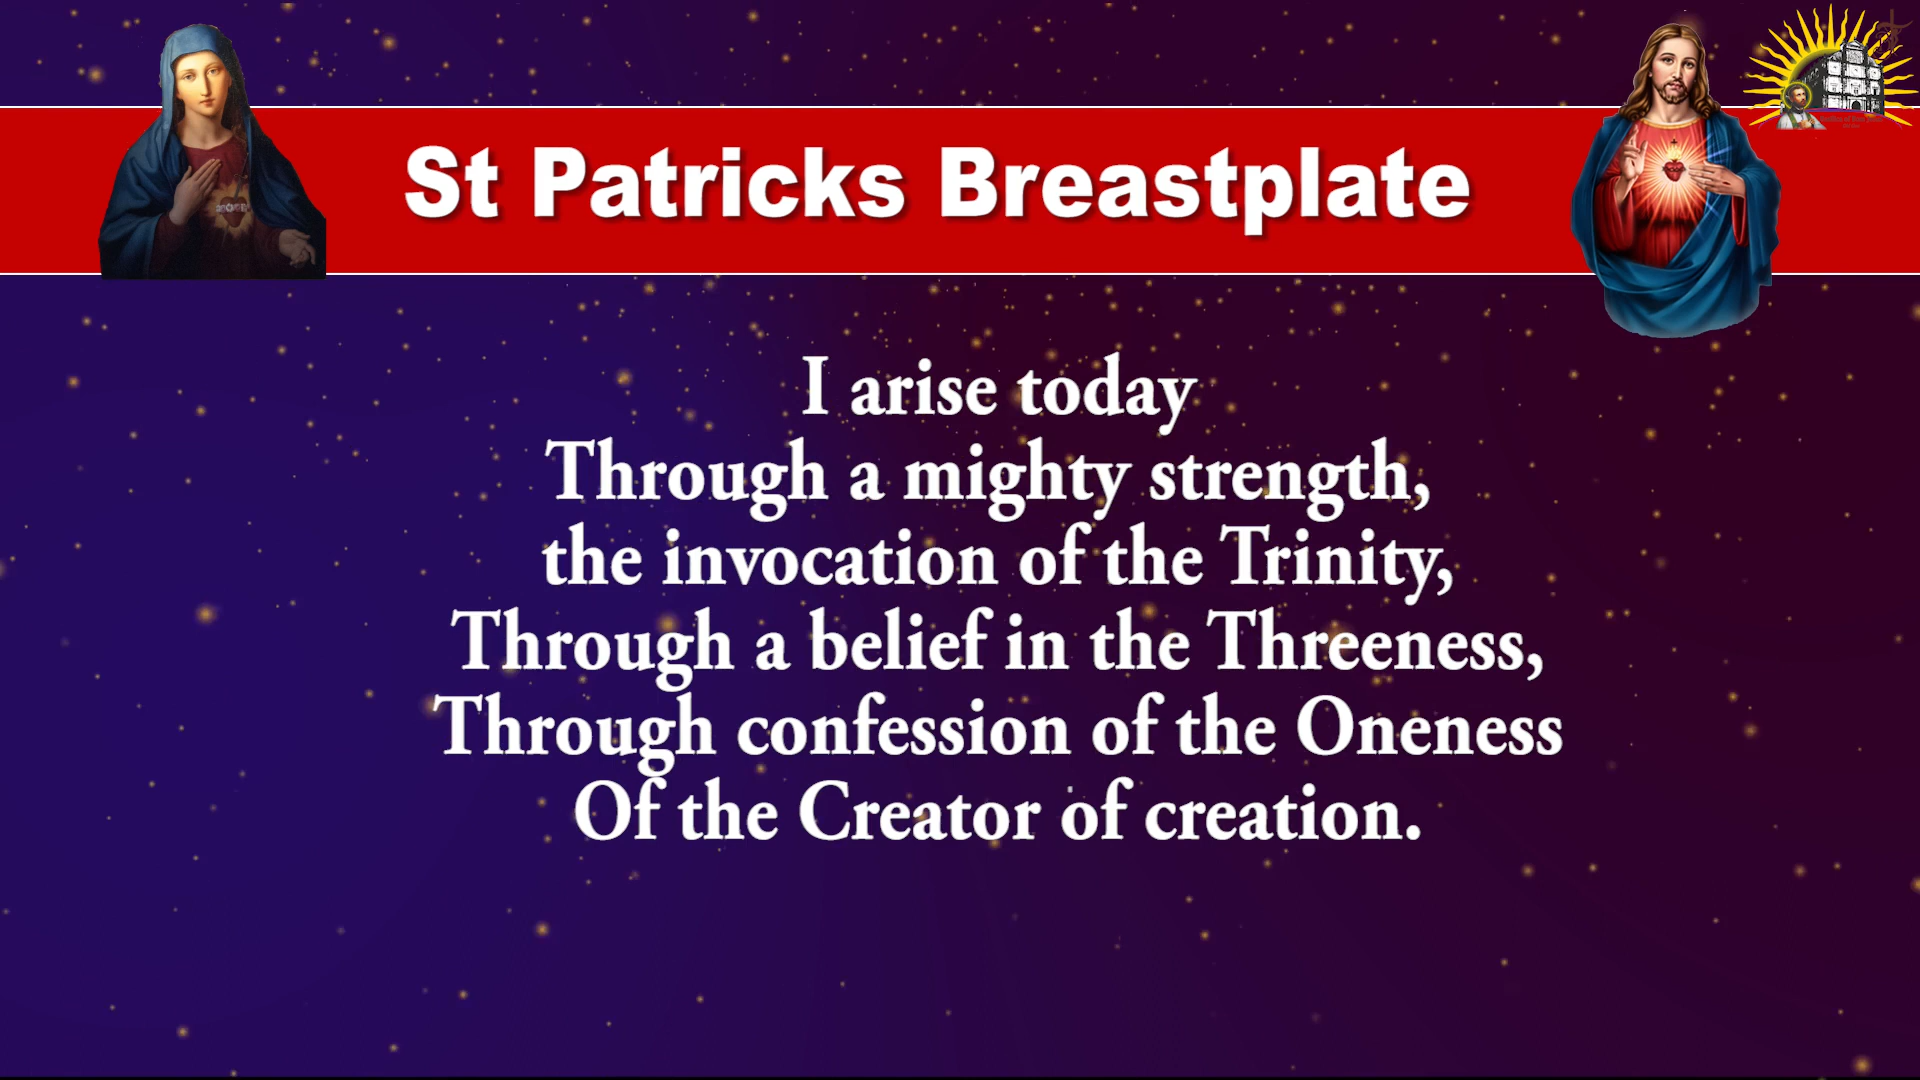 St Patricks Breastplate
I arise today
Through a mighty strength,
the invocation of the Trinity,
Through a belief in the Threeness,
Through confession of the Oneness
Of the Creator of creation.